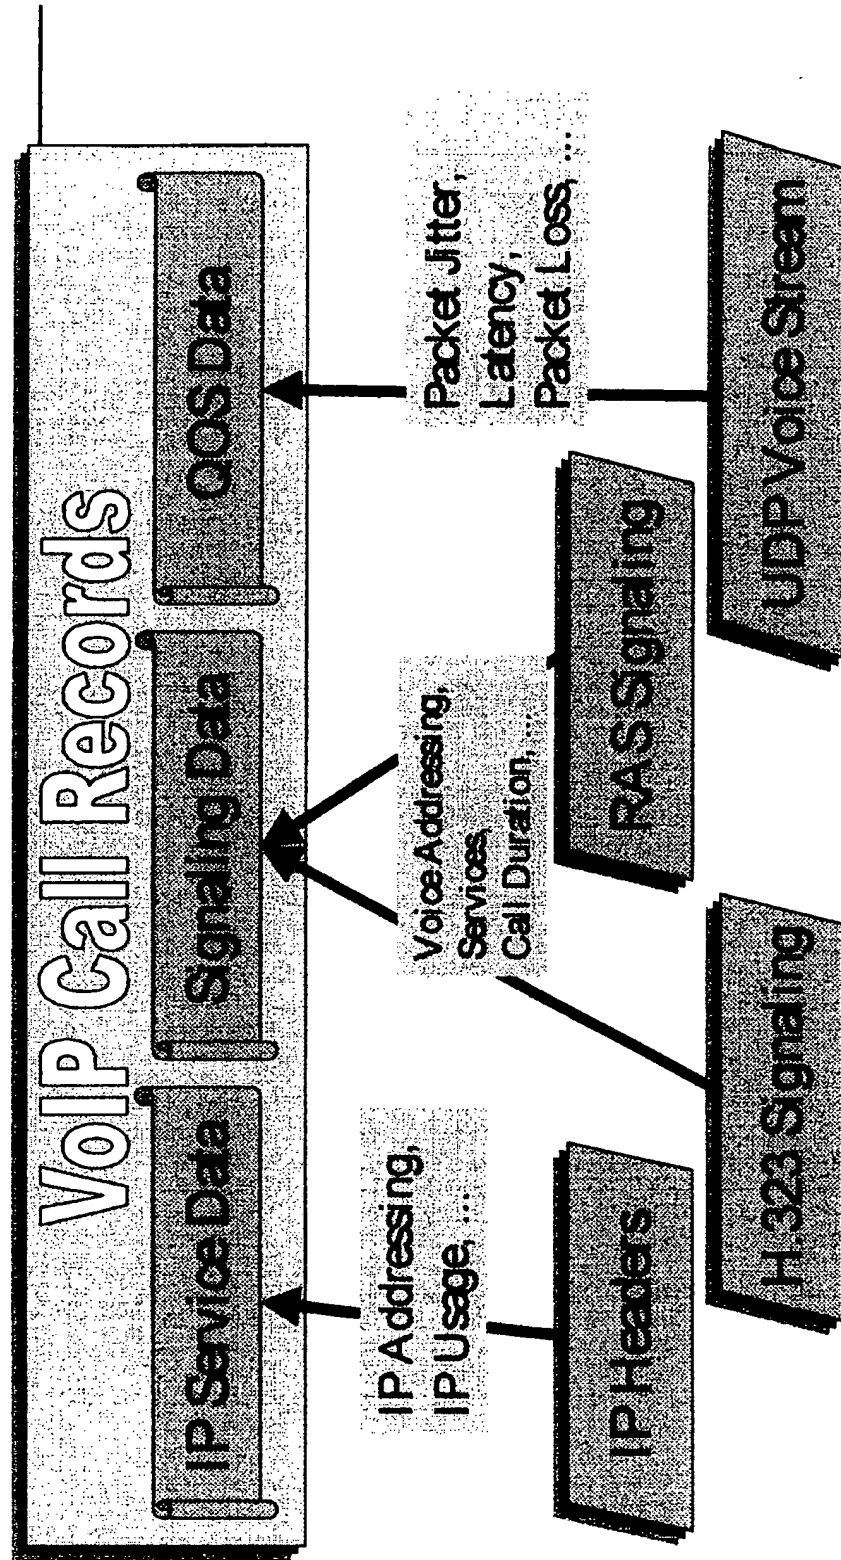 VoIP Call Records
IP Service Data
Signaling Data
QOS Data
IP Addressing,
IP Usage, ...
Voice Addressing,
Services,
Call Duration, ...
Packet Jitter,
Latency,
Packet Loss, ...
IP Headers
H.323 Signaling
RAS Signaling
UDP Voice Stream